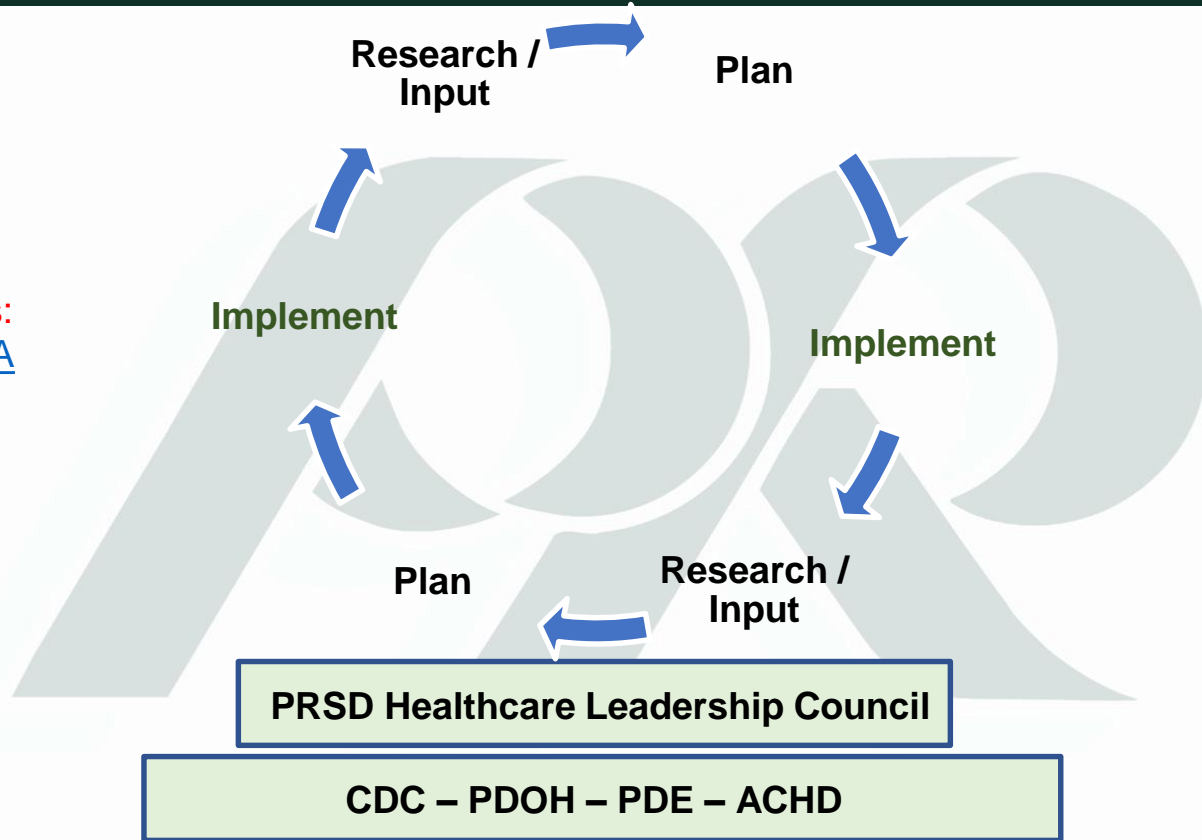 Research /
Input
Plan
s:
A
Implement
Implement
Plan
Research /
Input
PRSD Healthcare Leadership Council
CDC – PDOH – PDE – ACHD